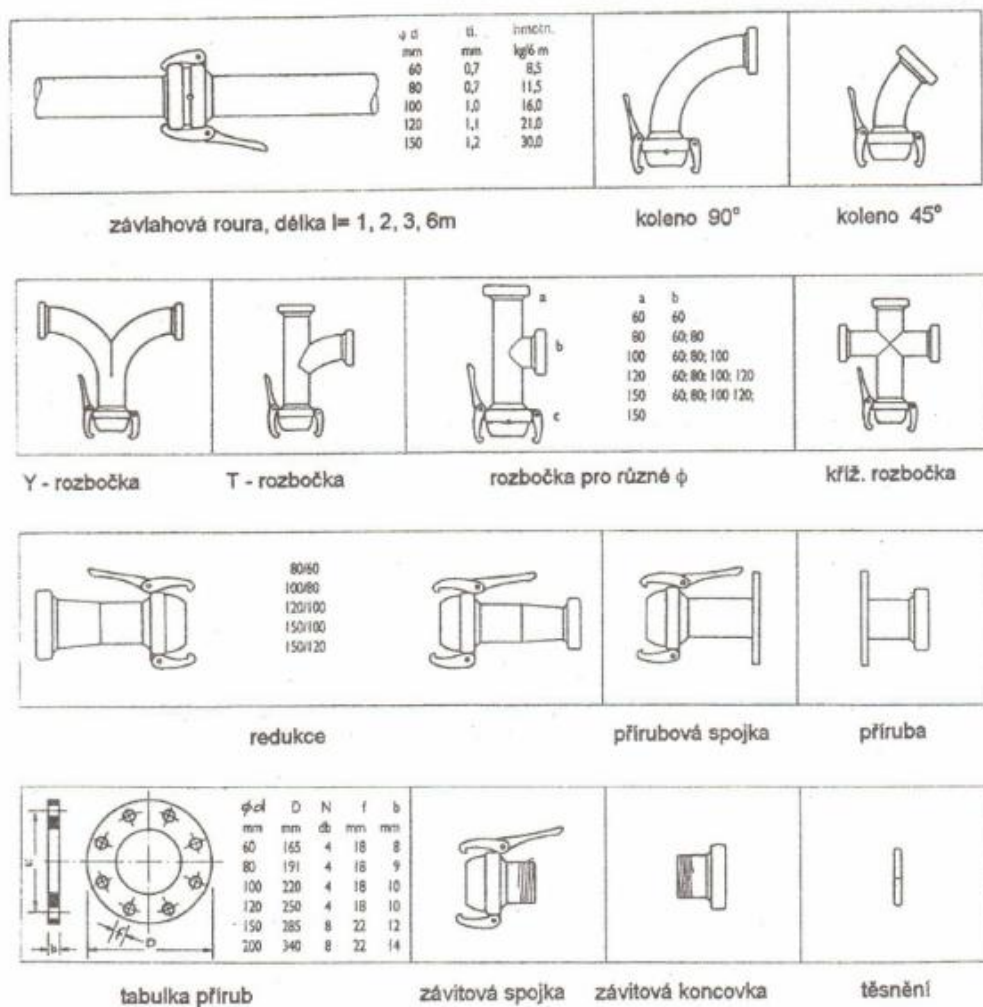 φ d tl. hmotn.
mm mm kg/6 m
60 0,7 8,5
80 0,7 11,5
100 1,0 16,0
120 1,1 21,0
150 1,2 30,0
závlahová roura, délka l= 1, 2, 3, 6m
koleno 90°
koleno 45°
a
b
c
a b
60 60
80 60; 80
100 60; 80; 100
120 60; 80; 100; 120
150 60; 80; 100 120;
150
Y - rozbočka
T - rozbočka
rozbočka pro různé φ
kříž. rozbočka
80/60
100/80
120/100
150/100
150/120
redukce
přírubová spojka
příruba
b
f
D
φd D N f b
mm mm db mm mm
60 165 4 18 8
80 191 4 18 9
100 220 4 18 10
120 250 4 18 10
150 285 8 22 12
200 340 8 22 14
tabulka přírub
závitová spojka
závitová koncovka
těsnění